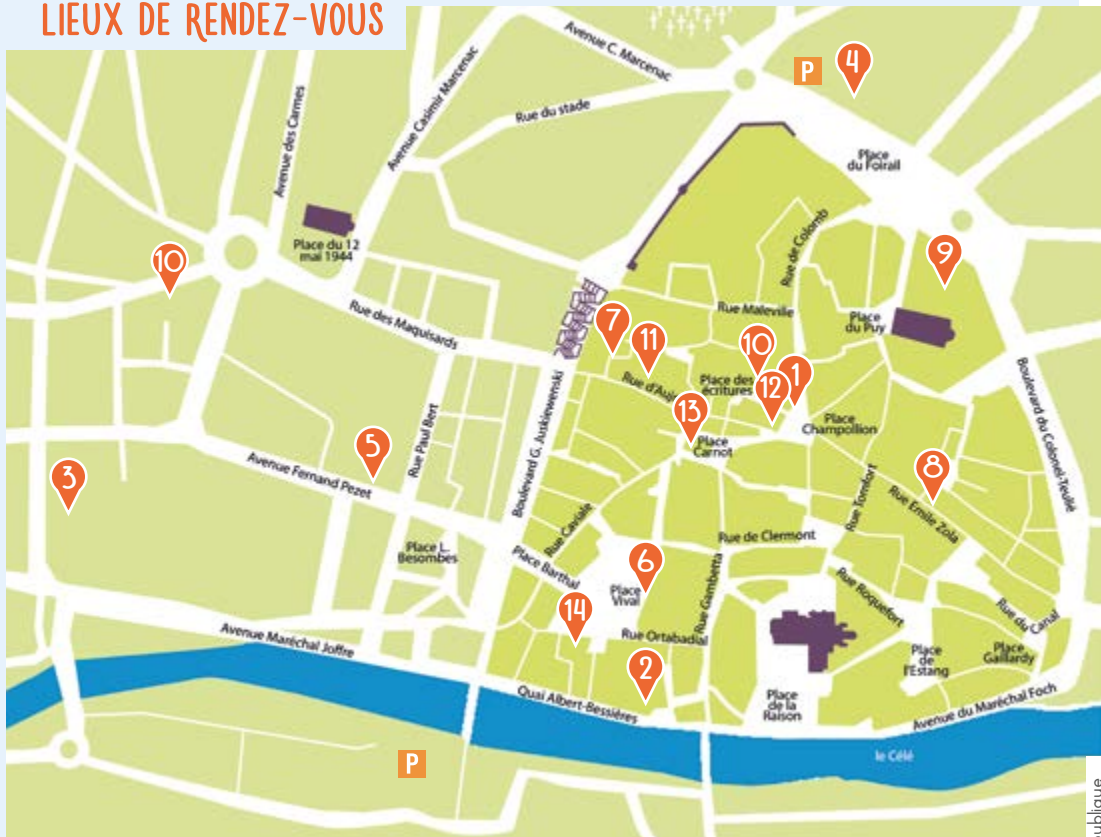 LIEUX DE RENDEZ-VOUS
Avenue C. Marcenac
P
4
Avenue des Carmes
Avenue Casimir Marcenac
Rue du stade
Place
du Foirail
Place du 12
mai 1944
10
Rue de Colomb
9
Rue des Maquisards
7
11
Rue Maleville
10
Place
du Puy
1
12
Rue d'Auj
Place des
écritures
13
Place
Carnot
Place
Champollion
Boulevard du Colonel-Teullié
Boulevard G. Juskiewenski
Rue Paul Bert
5
3
Avenue Fernand Pezet
8
Rue Tomfort
Rue Emile Zola
Rue Caviale
Place L.
Besombes
Place Barthal
Rue de Clermont
6
Place
Vival
Rue Gambetta
Rue Roquefort
14
Rue Ortabadial
Rue du Canal
Avenue Maréchal Joffre
2
Place
de
l'Estang
Place
Gaillardy
Quai Albert-Bessières
Place
de la
Raison
Avenue du Maréchal Foch
le Célé
P